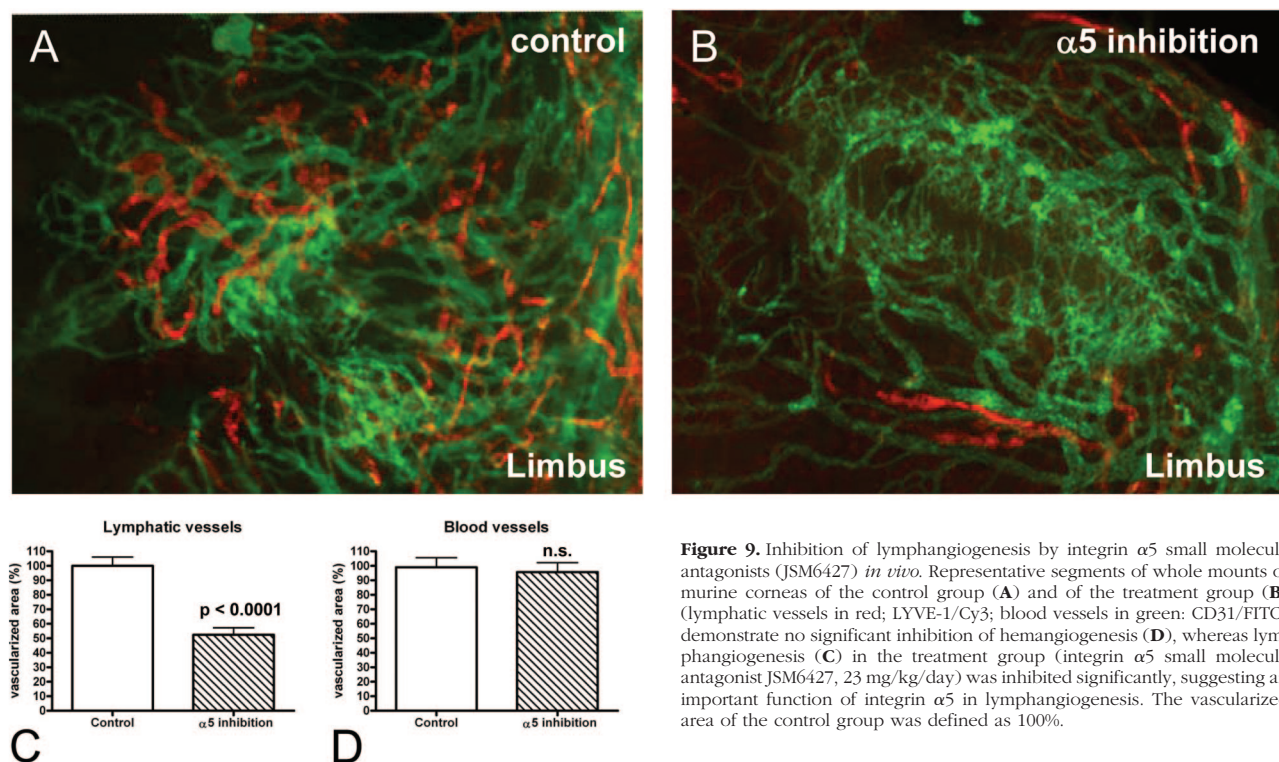 A
control
Limbus
B
α5 inhibition
Limbus
Lymphatic vessels
vascularized area (%)
110
100
90
80
70
60
50
40
30
20
10
0
p < 0.0001
Control
α5 inhibition
C
Blood vessels
vascularized area (%)
110
100
90
80
70
60
50
40
30
20
10
0
n.s.
Control
α5 inhibition
D
Figure 9. Inhibition of lymphangiogenesis by integrin α5 small molecul
antagonists (JSM6427) in vivo. Representative segments of whole mounts o
murine corneas of the control group (A) and of the treatment group (B
(lymphatic vessels in red; LYVE-1/Cy3; blood vessels in green: CD31/FITC
demonstrate no significant inhibition of hemangiogenesis (D), whereas lym
phangiogenesis (C) in the treatment group (integrin α5 small molecul
antagonist JSM6427, 23 mg/kg/day) was inhibited significantly, suggesting a
important function of integrin α5 in lymphangiogenesis. The vascularize
area of the control group was defined as 100%.